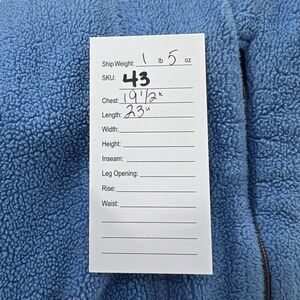 Ship Weight: 1 lb 5 oz
SKU: 43
Chest: 19 1/2"
Length: 23"
Width:
Height:
Inseam:
Leg Opening:
Rise:
Waist: